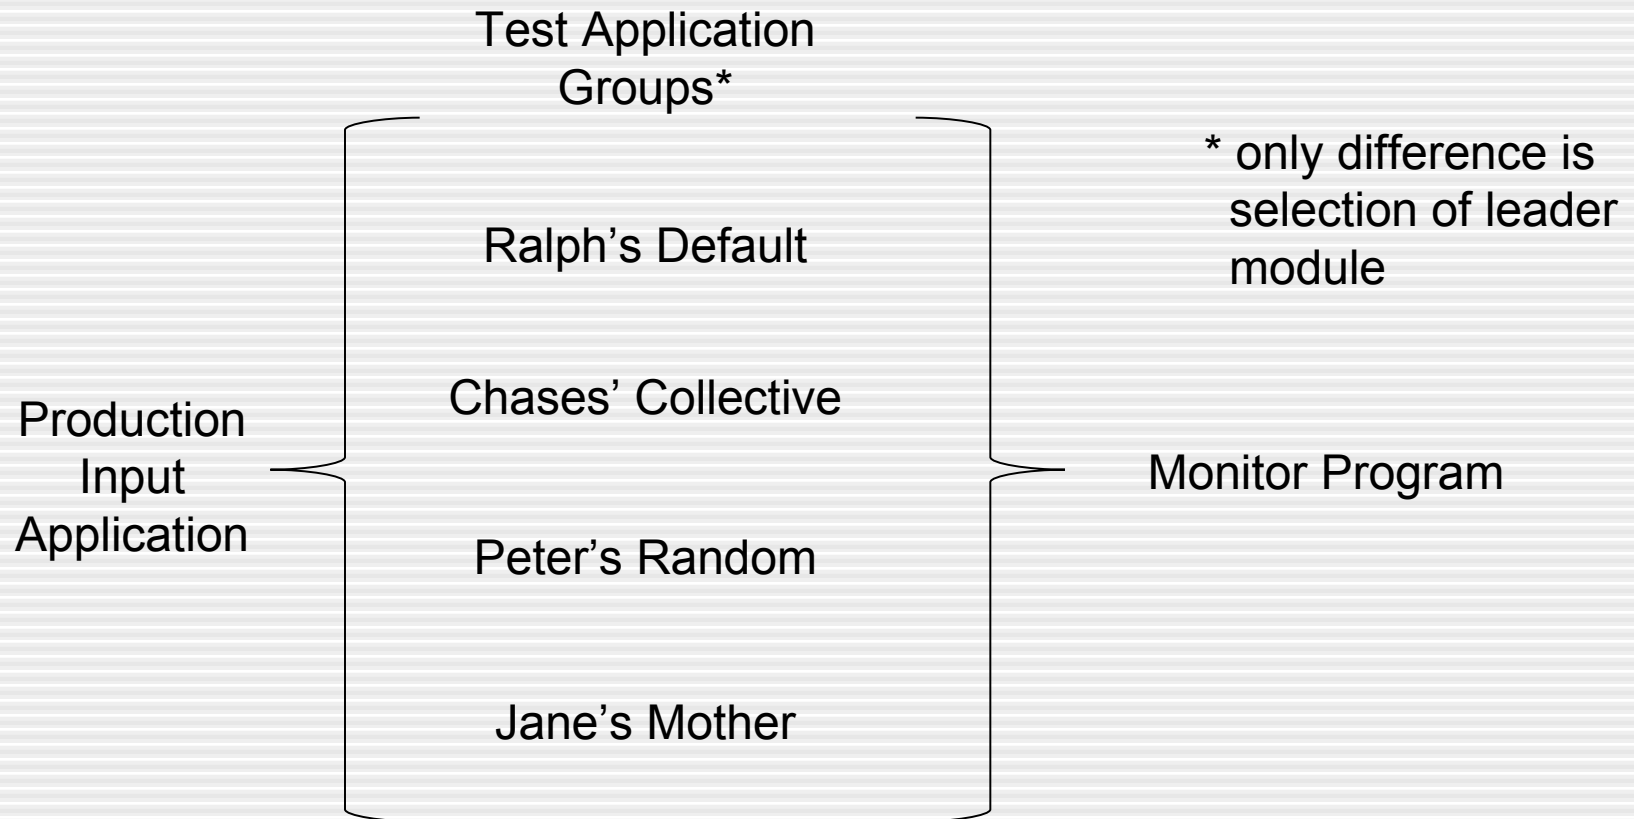 Test Application
Groups*
* only difference is
selection of leader
module
Ralph’s Default
Chases’ Collective
Production
Input
Application
Monitor Program
Peter’s Random
Jane’s Mother